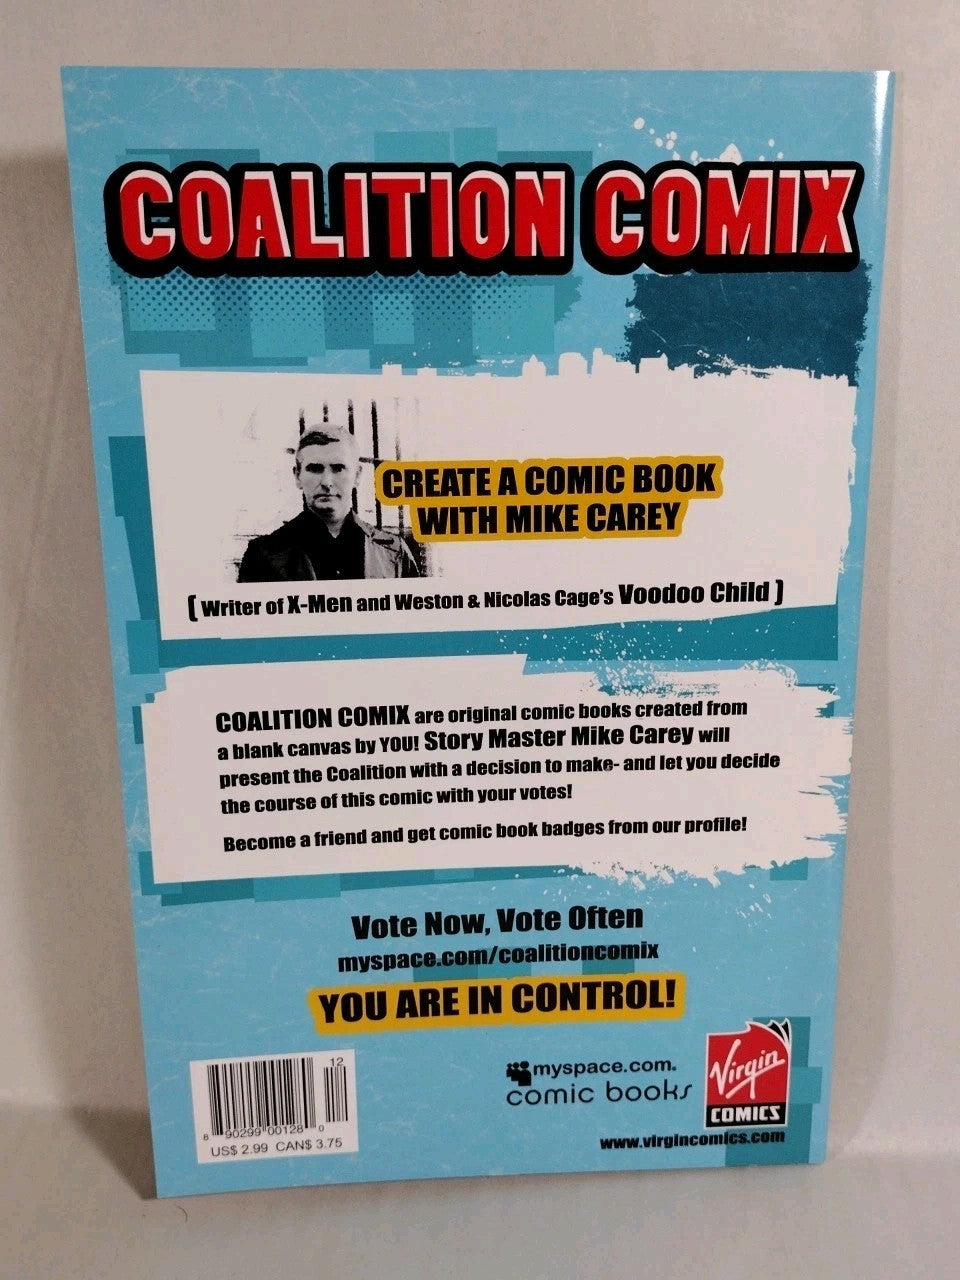 COALITION COMIX
CREATE A COMIC BOOK
WITH MIKE CAREY
( Writer of X-Men and Weston & Nicolas Cage's Voodoo Child )
COALITION COMIX are original comic books created from
a blank canvas by YOU! Story Master Mike Carey will
present the Coalition with a decision to make- and let you decide
the course of this comic with your votes!
Become a friend and get comic book badges from our profile!
Vote Now, Vote Often
myspace.com/coalitioncomix
YOU ARE IN CONTROL!
12
8 90299 00128 0
US$ 2.99 CAN$ 3.75
myspace.com.
comic books
Virgin
COMICS
www.virgincomics.com